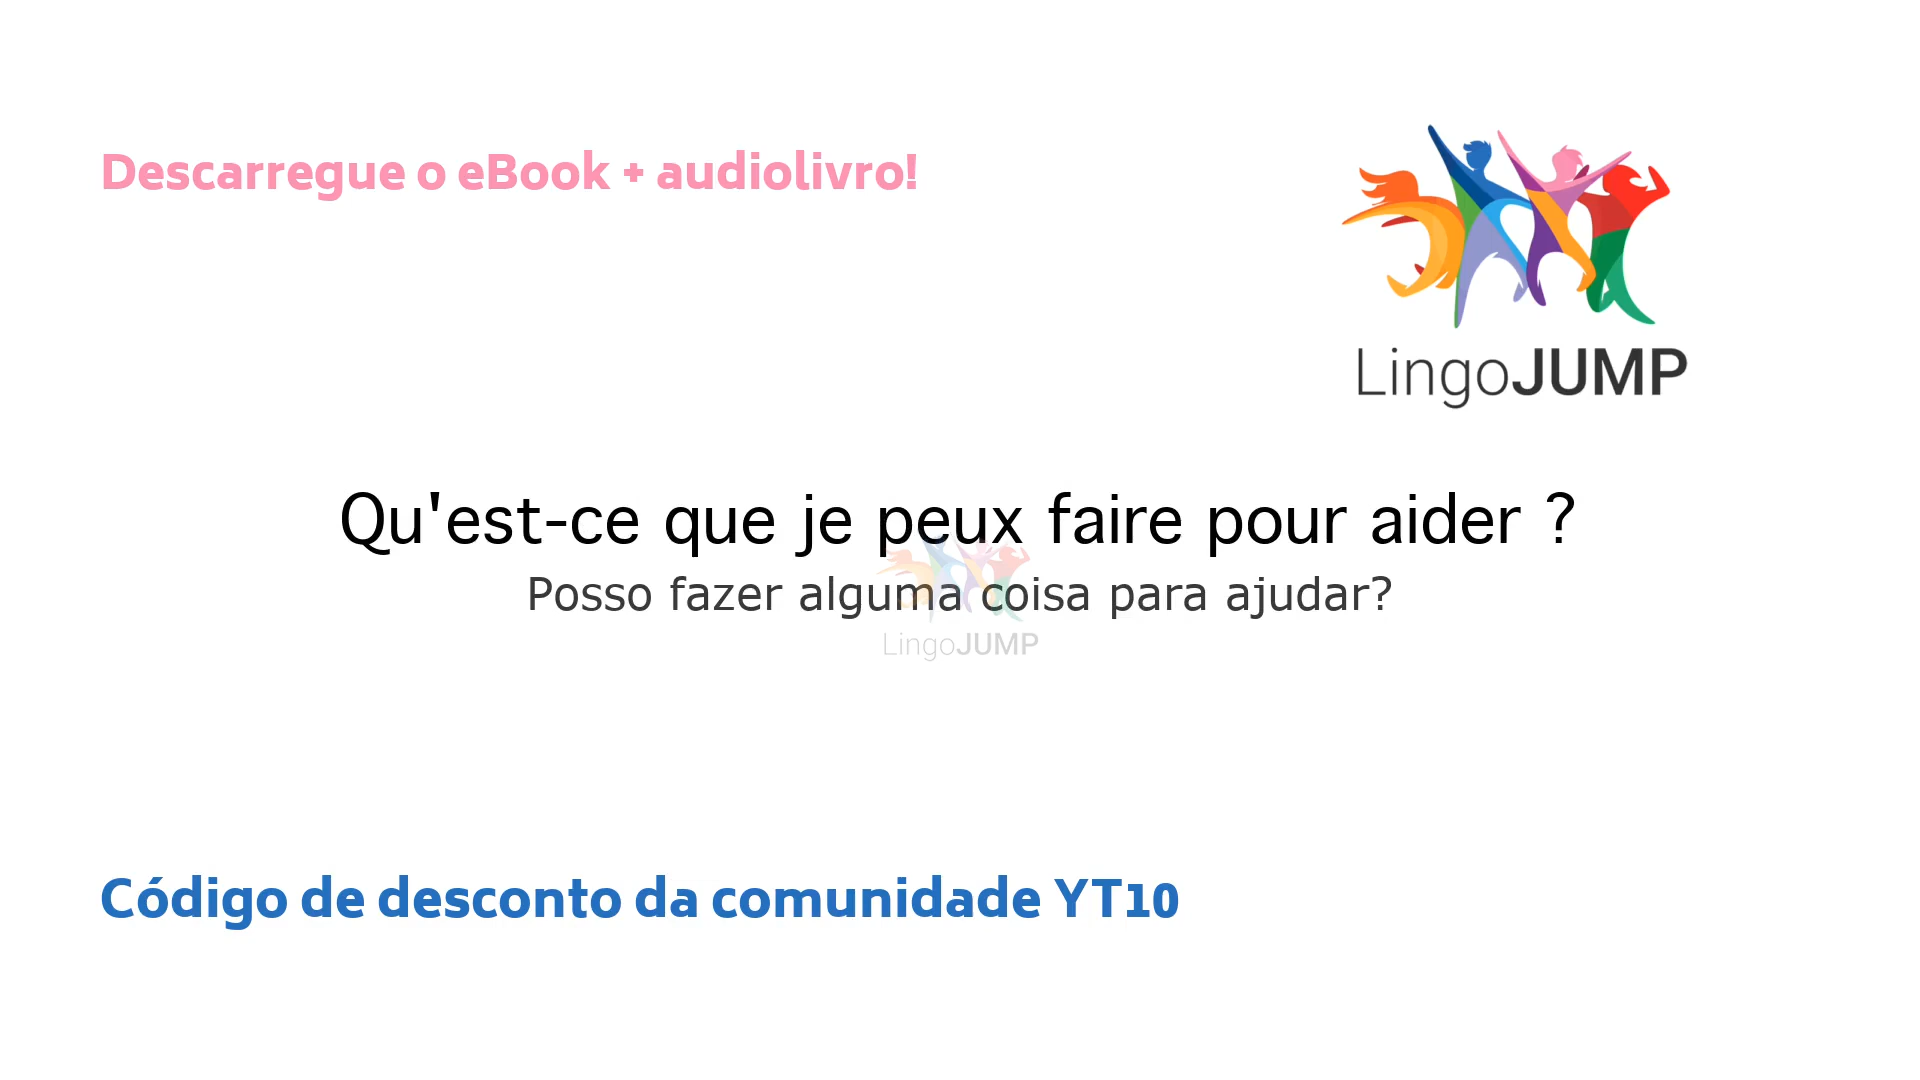 Descarregue o eBook + audiolivro!
LingoJUMP
Qu'est-ce que je peux faire pour aider ?
Posso fazer alguma coisa para ajudar?
LingoJUMP
Código de desconto da comunidade YT10